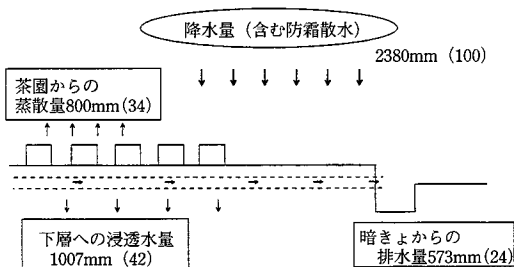 降水量（含む防霜散水）
2380mm（100）
茶園からの
蒸散量800mm(34)
下層への浸透水量
1007mm（42）
暗きょからの
排水量573mm(24)